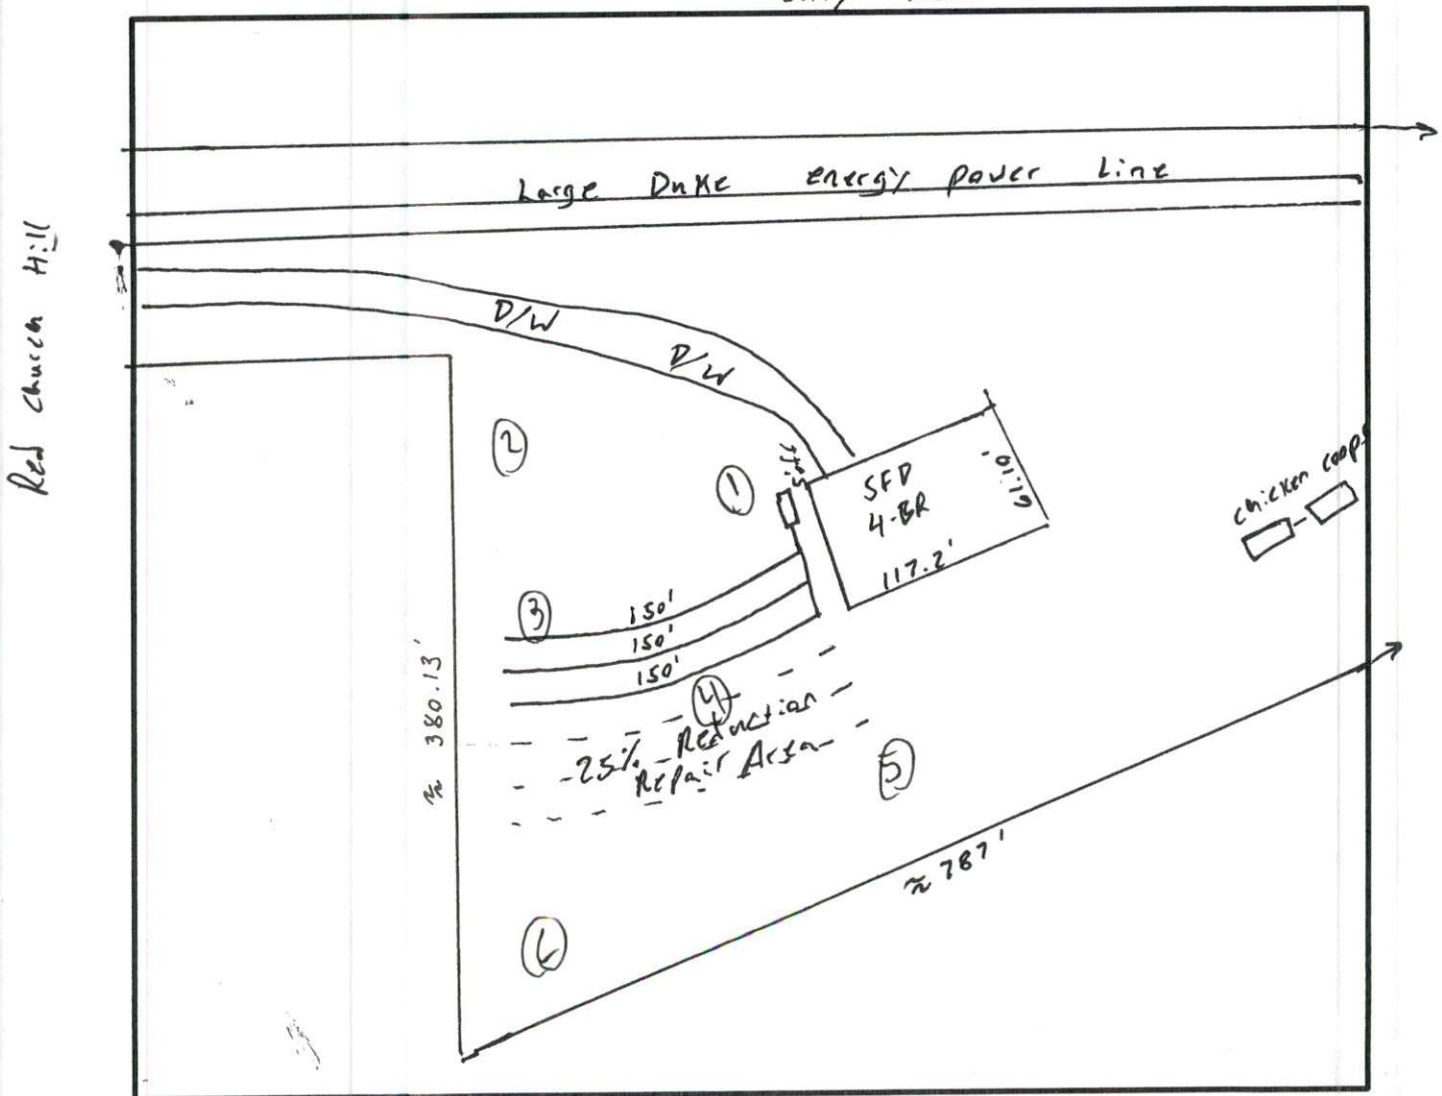 Large Duke energy power Line
Red Church Hill
D/W
D/W
2
1
SFD
4-BR
61.10'
117.2'
chicken coops
3
150'
150'
150'
≈ 380.13'
4
25% Reduction
Repair Area
5
≈ 787'
6